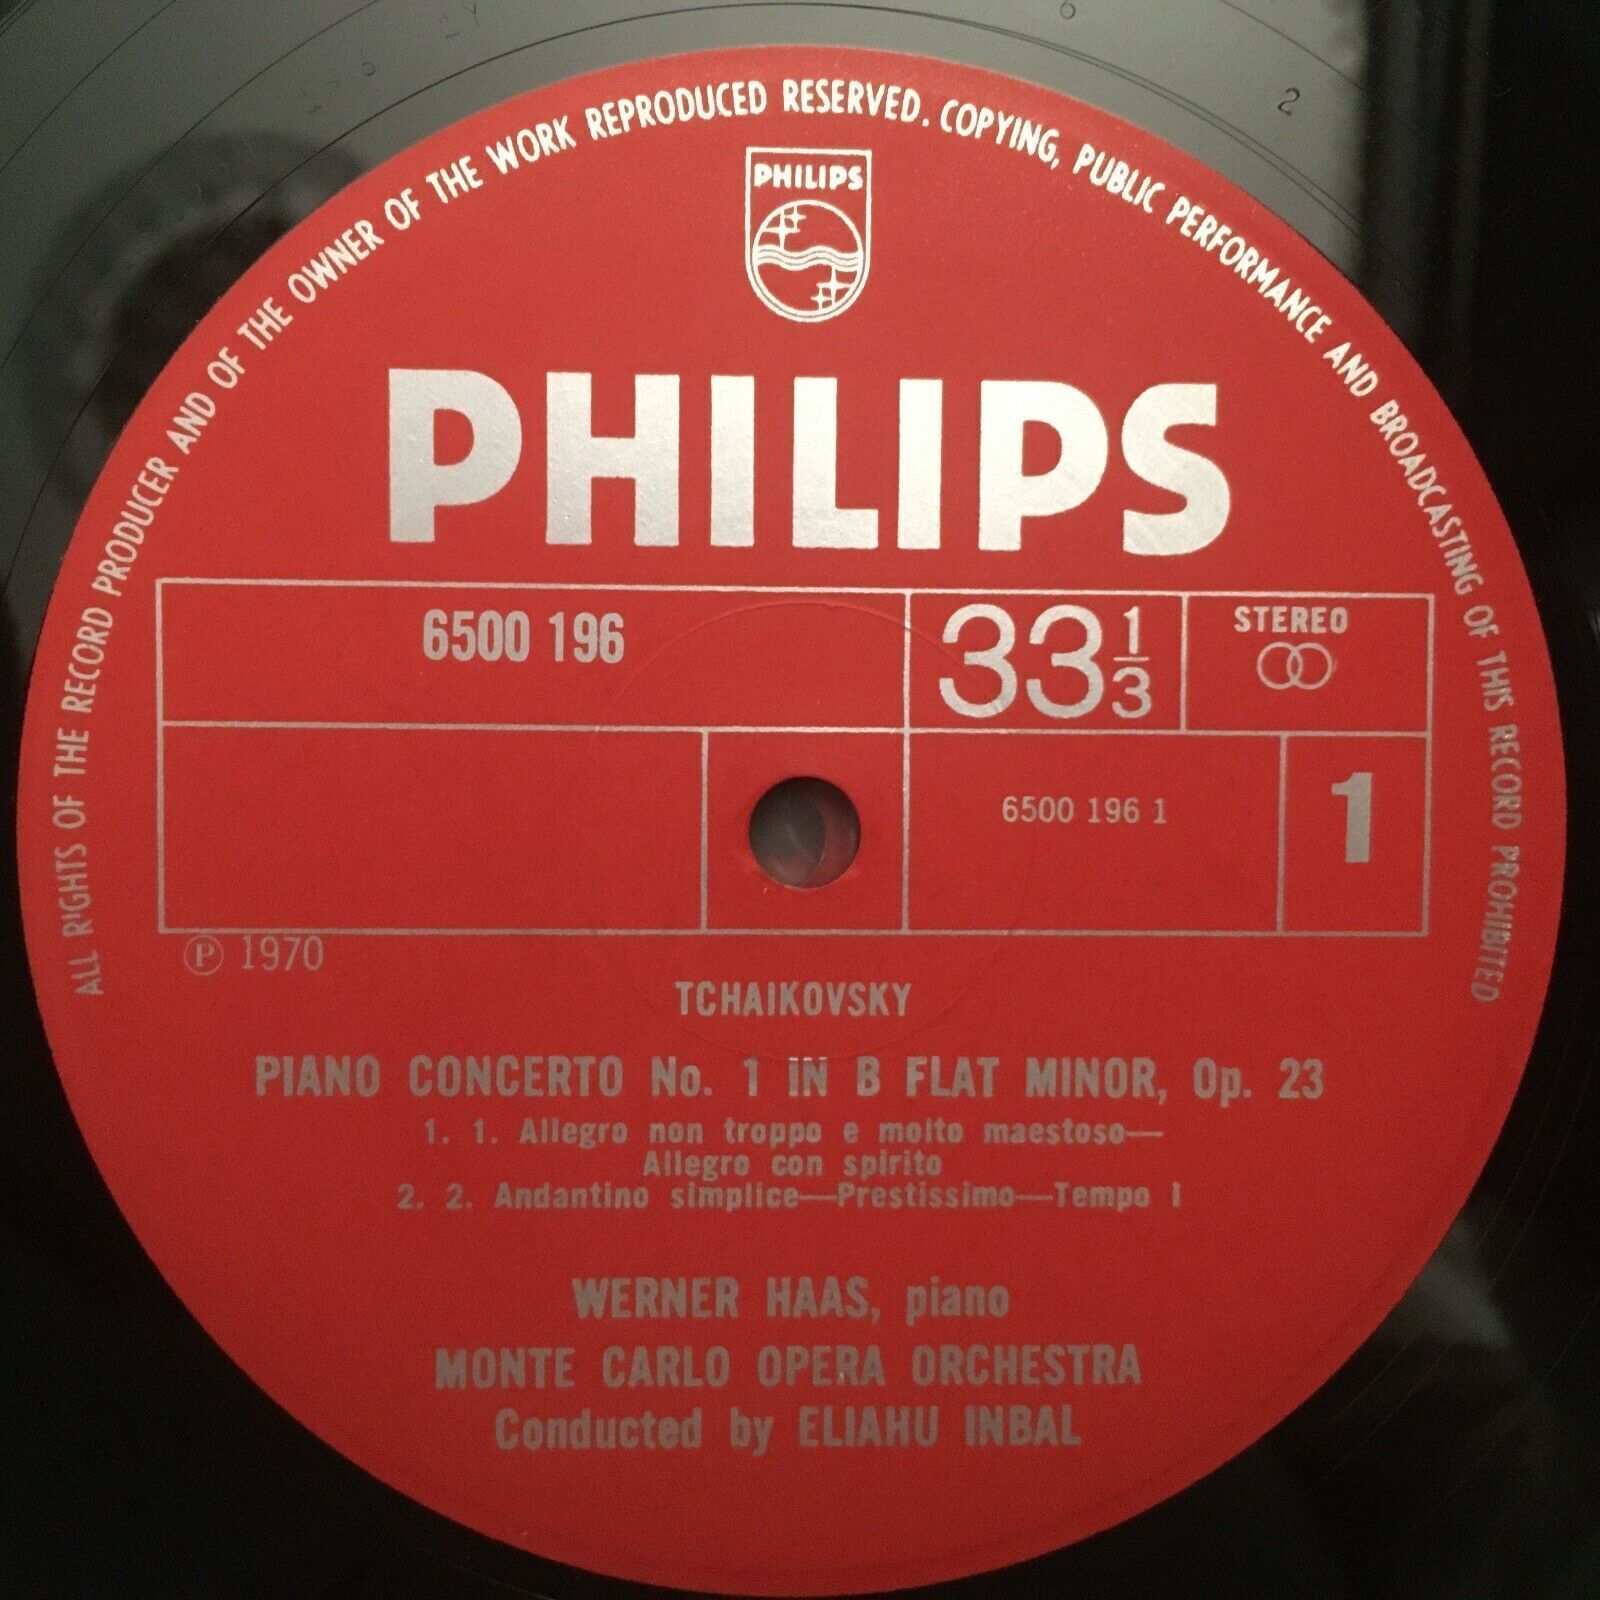 ALL RIGHTS OF THE RECORD PRODUCER AND OF THE OWNER OF THE WORK REPRODUCED RESERVED. COPYING, PUBLIC PERFORMANCE AND BROADCASTING OF THIS RECORD PROHIBITED
PHILIPS
PHILIPS
6500 196
33 1/3
STEREO
6500 196 1
1
℗ 1970
TCHAIKOVSKY
PIANO CONCERTO No. 1 IN B FLAT MINOR, Op. 23
1. 1. Allegro non troppo e molto maestoso—
Allegro con spirito
2. 2. Andantino simplice—Prestissimo—Tempo I
WERNER HAAS, piano
MONTE CARLO OPERA ORCHESTRA
Conducted by ELIAHU INBAL